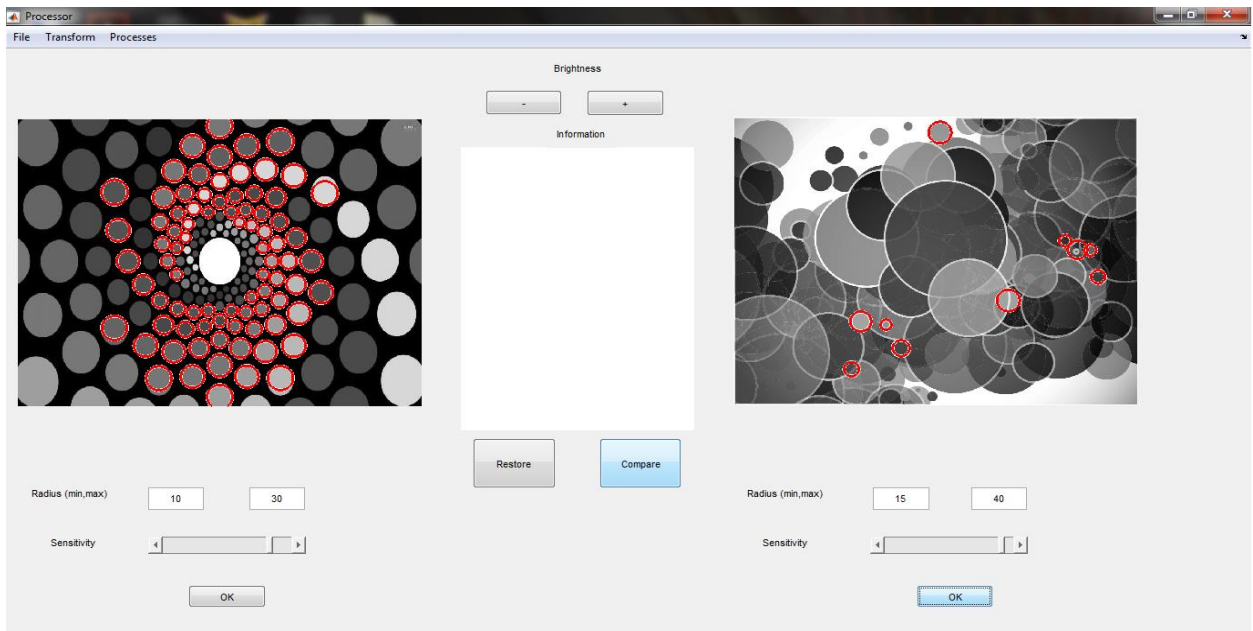 Processor
File Transform Processes
Brightness
- +
Information
Restore Compare
Radius (min,max) 10 30
Sensitivity
OK
Radius (min,max) 15 40
Sensitivity
OK